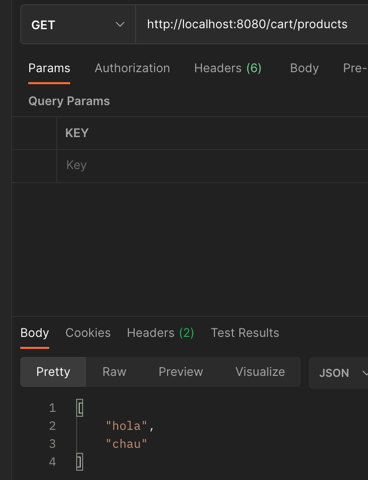 GET http://localhost:8080/cart/products
Params Authorization Headers (6) Body Pre-
Query Params
KEY
Key
Body Cookies Headers (2) Test Results
Pretty Raw Preview Visualize JSON
1 [
2 "hola",
3 "chau"
4 ]